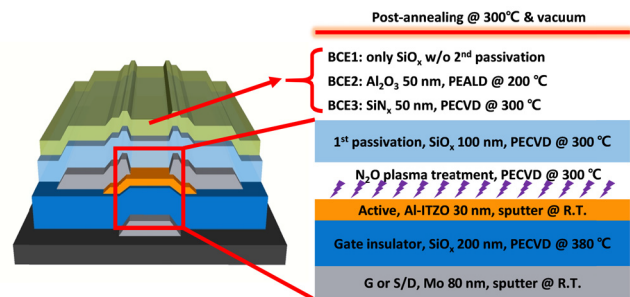 Post-annealing @ 300℃ & vacuum
BCE1: only SiOx w/o 2nd passivation
BCE2: Al2O3 50 nm, PEALD @ 200 ℃
BCE3: SiNx 50 nm, PECVD @ 300 ℃
1st passivation, SiOx 100 nm, PECVD @ 300 ℃
N2O plasma treatment, PECVD @ 300 ℃
Active, Al-ITZO 30 nm, sputter @ R.T.
Gate insulator, SiOx 200 nm, PECVD @ 380 ℃
G or S/D, Mo 80 nm, sputter @ R.T.